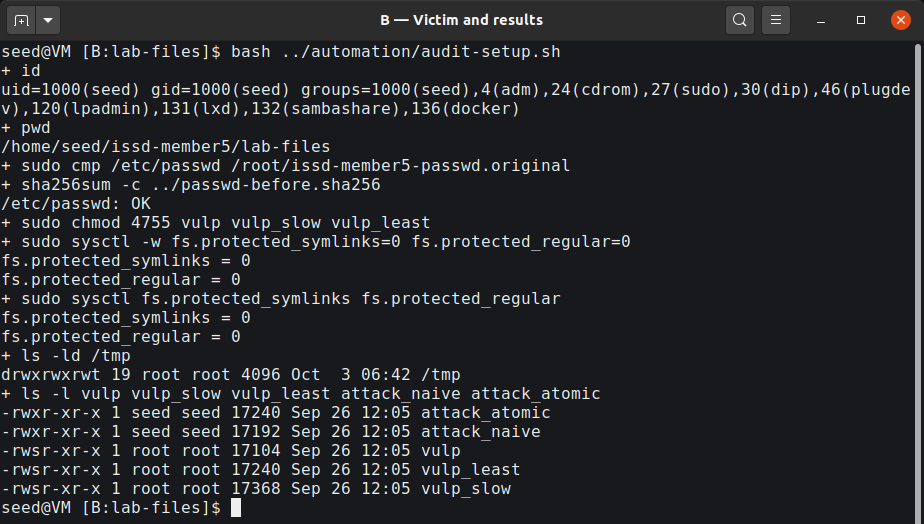 B — Victim and results
seed@VM [B:lab-files]$ bash ../automation/audit-setup.sh
+ id
uid=1000(seed) gid=1000(seed) groups=1000(seed),4(adm),24(cdrom),27(sudo),30(dip),46(plugde
v),120(lpadmin),131(lxd),132(sambashare),136(docker)
+ pwd
/home/seed/issd-member5/lab-files
+ sudo cmp /etc/passwd /root/issd-member5-passwd.original
+ sha256sum -c ../passwd-before.sha256
/etc/passwd: OK
+ sudo chmod 4755 vulp vulp_slow vulp_least
+ sudo sysctl -w fs.protected_symlinks=0 fs.protected_regular=0
fs.protected_symlinks = 0
fs.protected_regular = 0
+ sudo sysctl fs.protected_symlinks fs.protected_regular
fs.protected_symlinks = 0
fs.protected_regular = 0
+ ls -ld /tmp
drwxrwxrwt 19 root root 4096 Oct  3 06:42 /tmp
+ ls -l vulp vulp_slow vulp_least attack_naive attack_atomic
-rwxr-xr-x 1 seed seed 17240 Sep 26 12:05 attack_atomic
-rwxr-xr-x 1 seed seed 17192 Sep 26 12:05 attack_naive
-rwsr-xr-x 1 root root 17104 Sep 26 12:05 vulp
-rwsr-xr-x 1 root root 17240 Sep 26 12:05 vulp_least
-rwsr-xr-x 1 root root 17368 Sep 26 12:05 vulp_slow
seed@VM [B:lab-files]$